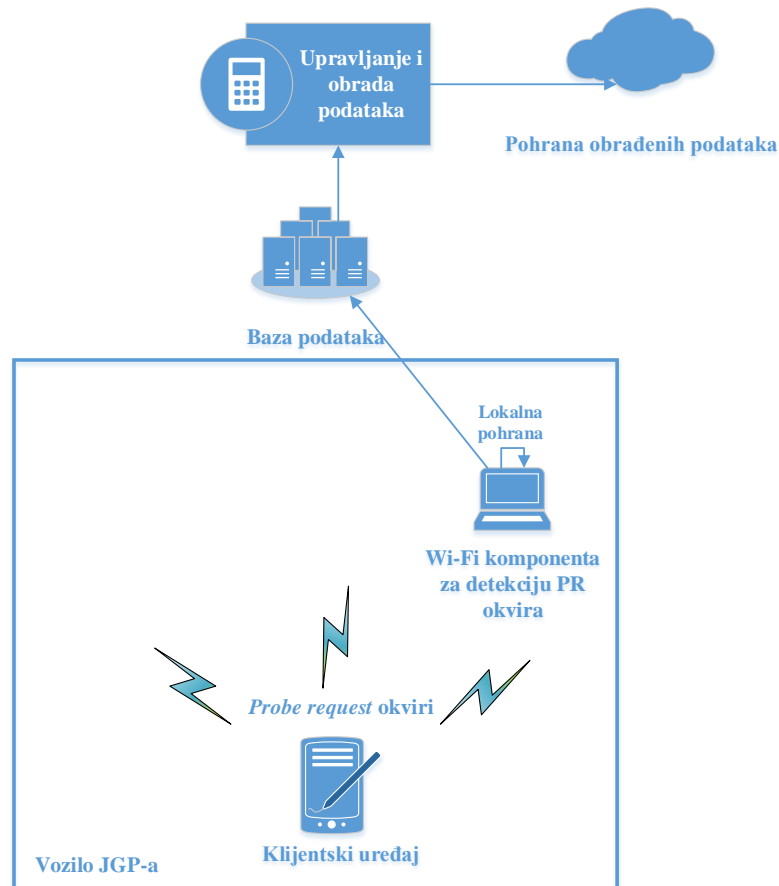 Upravljanje i
obrada
podataka
Pohrana obrađenih podataka
Baza podataka
Lokalna
pohrana
Wi-Fi komponenta
za detekciju PR
okvira
Probe request okviri
Klijentski uređaj
Vozilo JGP-a